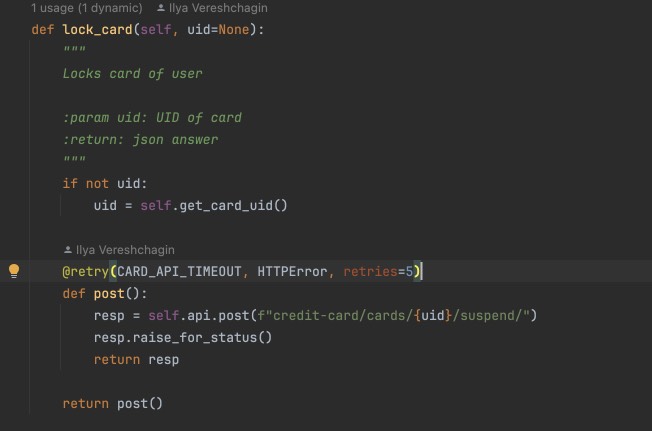 1 usage (1 dynamic) Ilya Vereshchagin
def lock_card(self, uid=None):
"""
Locks card of user
:param uid: UID of card
:return: json answer
"""
if not uid:
uid = self.get_card_uid()
Ilya Vereshchagin
@retry(CARD_API_TIMEOUT, HTTPError, retries=5)
def post():
resp = self.api.post(f"credit-card/cards/{uid}/suspend/")
resp.raise_for_status()
return resp
return post()